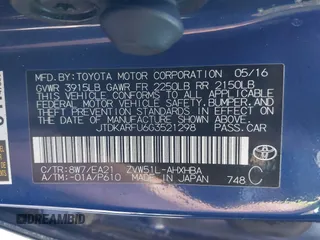 MFD.BY:TOYOTA MOTOR CORPORATION 05/16
GVWR 3915LB GAWR FR 2250LB RR 2150LB
THIS VEHICLE CONFORMS TO ALL APPLICABLE
FEDERAL MOTOR VEHICLE SAFETY, BUMPER, AND
THEFT PREVENTION STANDARDS IN EFFECT ON THE DATE
OF MANUFACTURE SHOWN ABOVE.
JTDKARFU6G3521298 PASS.CAR
C/TR:8W7/EA21 ZVW51L-AHXHBA
A/TM:-01A/P610 MADE IN JAPAN 748 C
TOYOTA
© DREAMBID